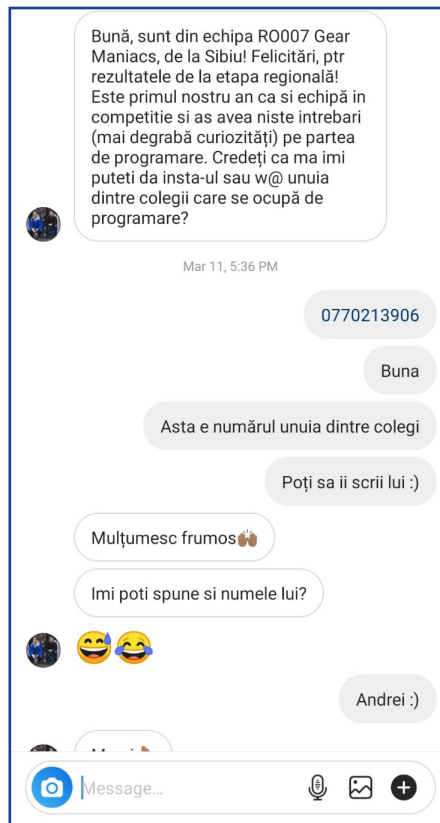 Bună, sunt din echipa RO007 Gear
Maniacs, de la Sibiu! Felicitări, ptr
rezultatele de la etapa regională!
Este primul nostru an ca si echipă in
competitie si as avea niste intrebari
(mai degrabă curiozități) pe partea
de programare. Credeți ca ma imi
puteti da insta-ul sau w@ unuia
dintre colegii care se ocupă de
programare?
Mar 11, 5:36 PM
0770213906
Buna
Asta e numărul unuia dintre colegi
Poți sa ii scrii lui :)
Mulțumesc frumos🙌🏽
Imi poti spune si numele lui?
😅😂
Andrei :)
Message...